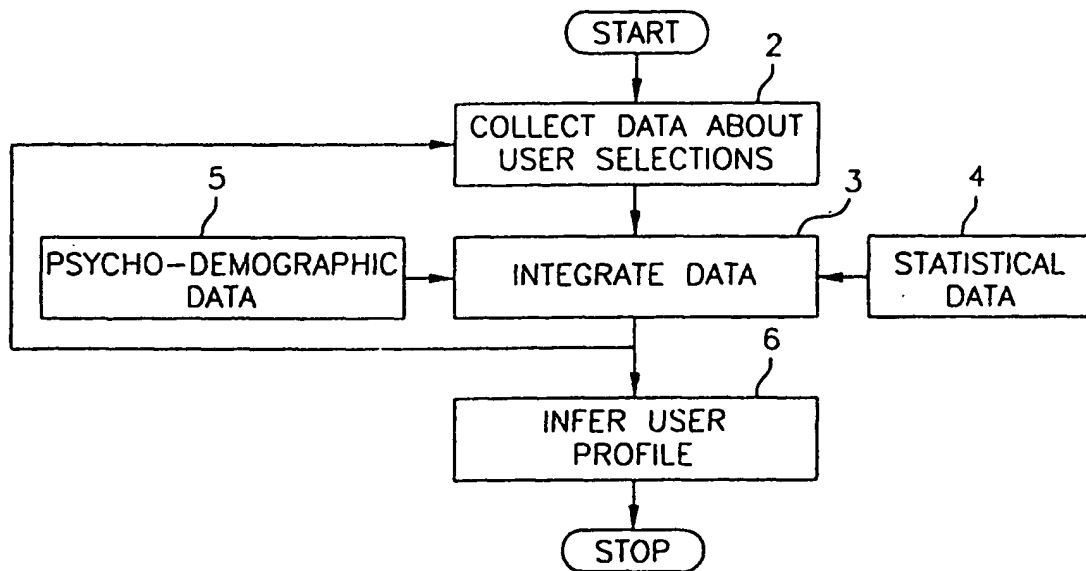 START
2
COLLECT DATA ABOUT
USER SELECTIONS
5
3
4
PSYCHO-DEMOGRAPHIC
DATA
INTEGRATE DATA
STATISTICAL
DATA
6
INFER USER
PROFILE
STOP